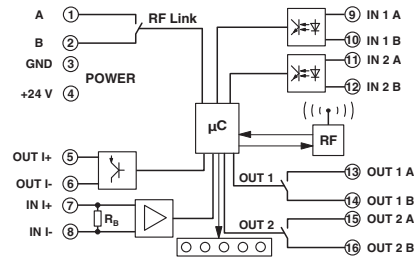 A 1 RF Link
B 2
GND 3
POWER
+24 V 4
OUT I+ 5
OUT I- 6
IN I+ 7
RB
IN I- 8
µC
RF
9 IN 1 A
10 IN 1 B
11 IN 2 A
12 IN 2 B
OUT 1
13 OUT 1 A
14 OUT 1 B
OUT 2
15 OUT 2 A
16 OUT 2 B